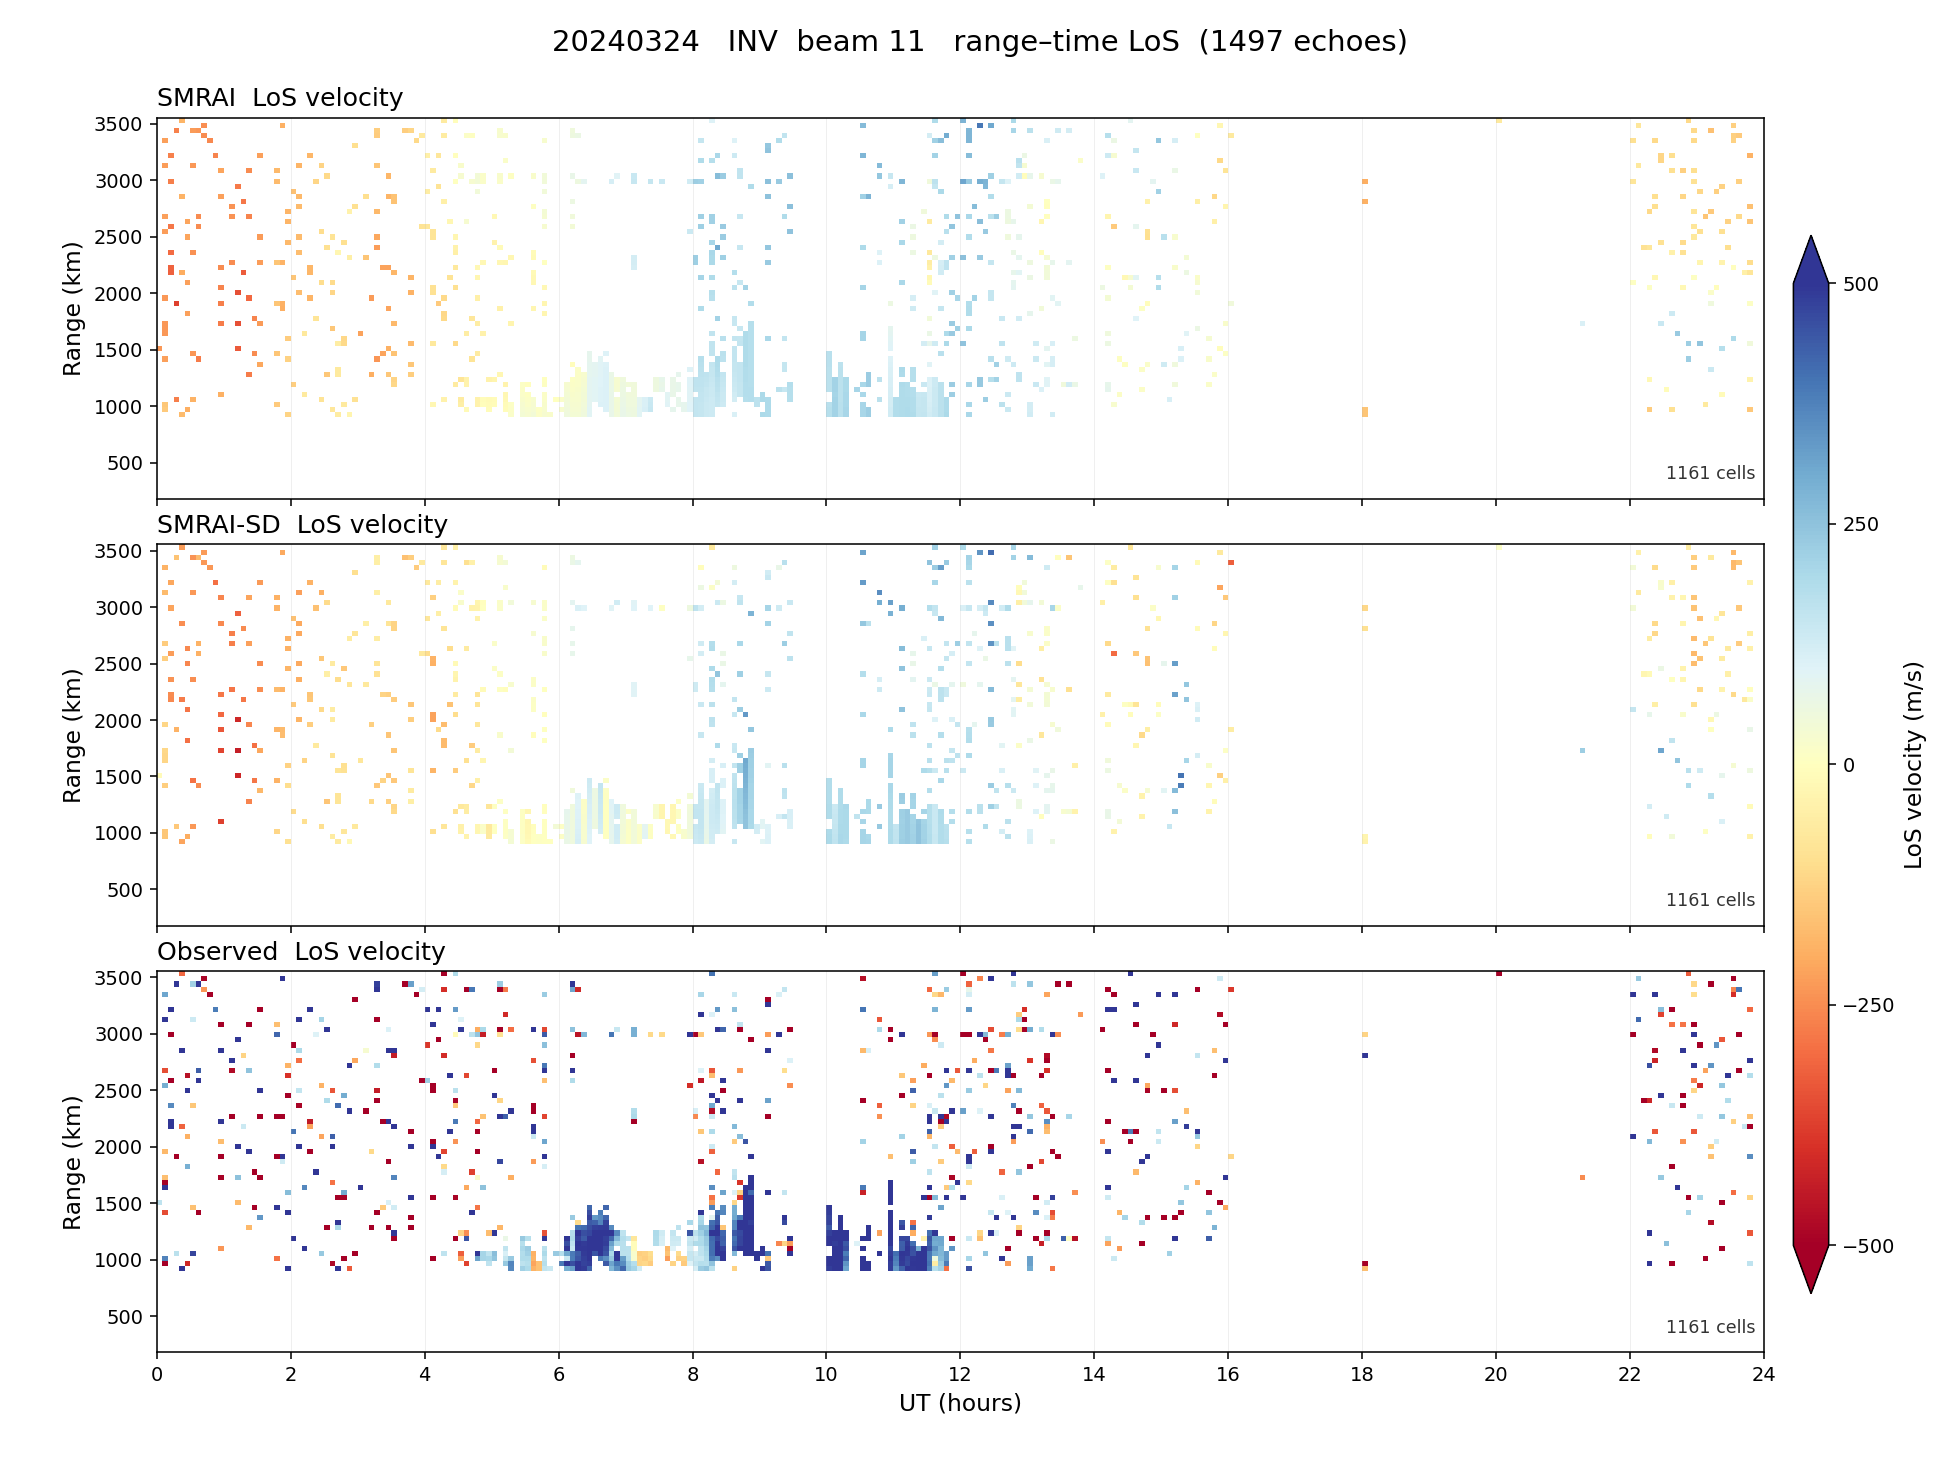 20240324   INV  beam 11   range–time LoS  (1497 echoes)
SMRAI  LoS velocity
3500
3000
2500
2000
1500
1000
500
Range (km)
1161 cells
SMRAI-SD  LoS velocity
3500
3000
2500
2000
1500
1000
500
Range (km)
1161 cells
Observed  LoS velocity
3500
3000
2500
2000
1500
1000
500
Range (km)
1161 cells
0 2 4 6 8 10 12 14 16 18 20 22 24
UT (hours)
500
250
0
−250
−500
LoS velocity (m/s)